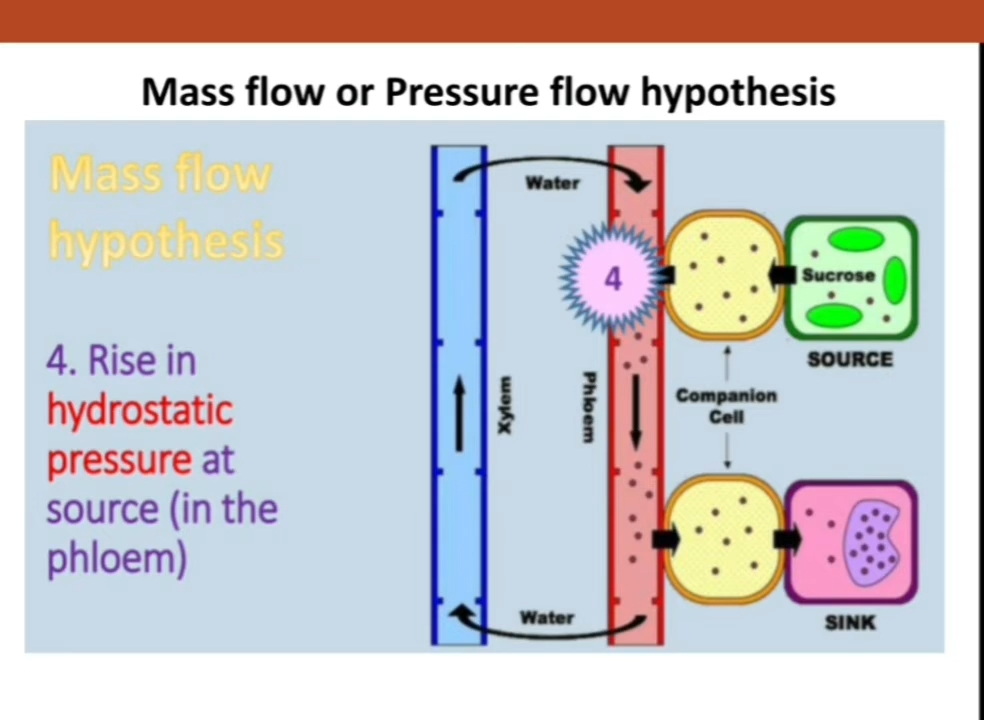 Mass flow or Pressure flow hypothesis
Mass flow
hypothesis
4. Rise in
hydrostatic
pressure at
source (in the
phloem)
Water
4
Sucrose
SOURCE
Xylem
Phloem
Companion
Cell
Water
SINK